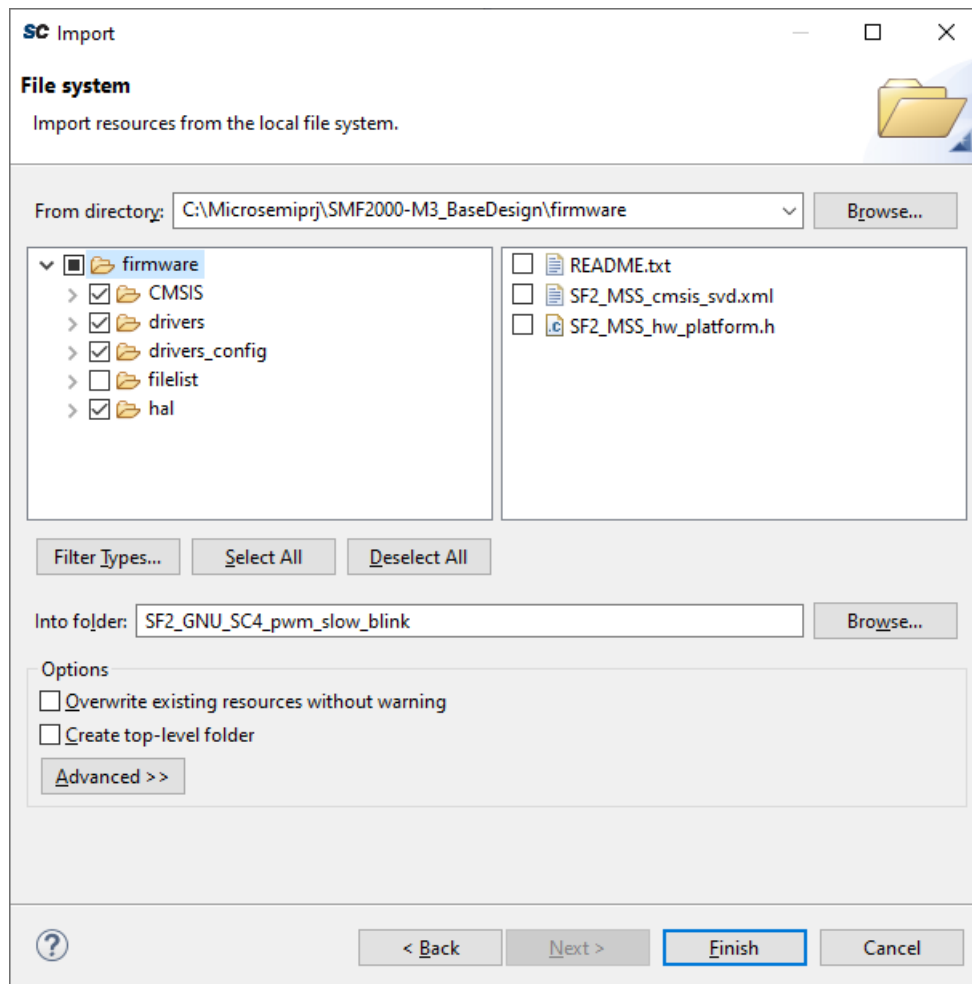 SC Import
File system
Import resources from the local file system.
From directory: C:\Microsemiprj\SMF2000-M3_BaseDesign\firmware Browse...
firmware
CMSIS
drivers
drivers_config
filelist
hal
README.txt
SF2_MSS_cmsis_svd.xml
SF2_MSS_hw_platform.h
Filter Types... Select All Deselect All
Into folder: SF2_GNU_SC4_pwm_slow_blink Browse...
Options
Overwrite existing resources without warning
Create top-level folder
Advanced >>
? < Back Next > Finish Cancel